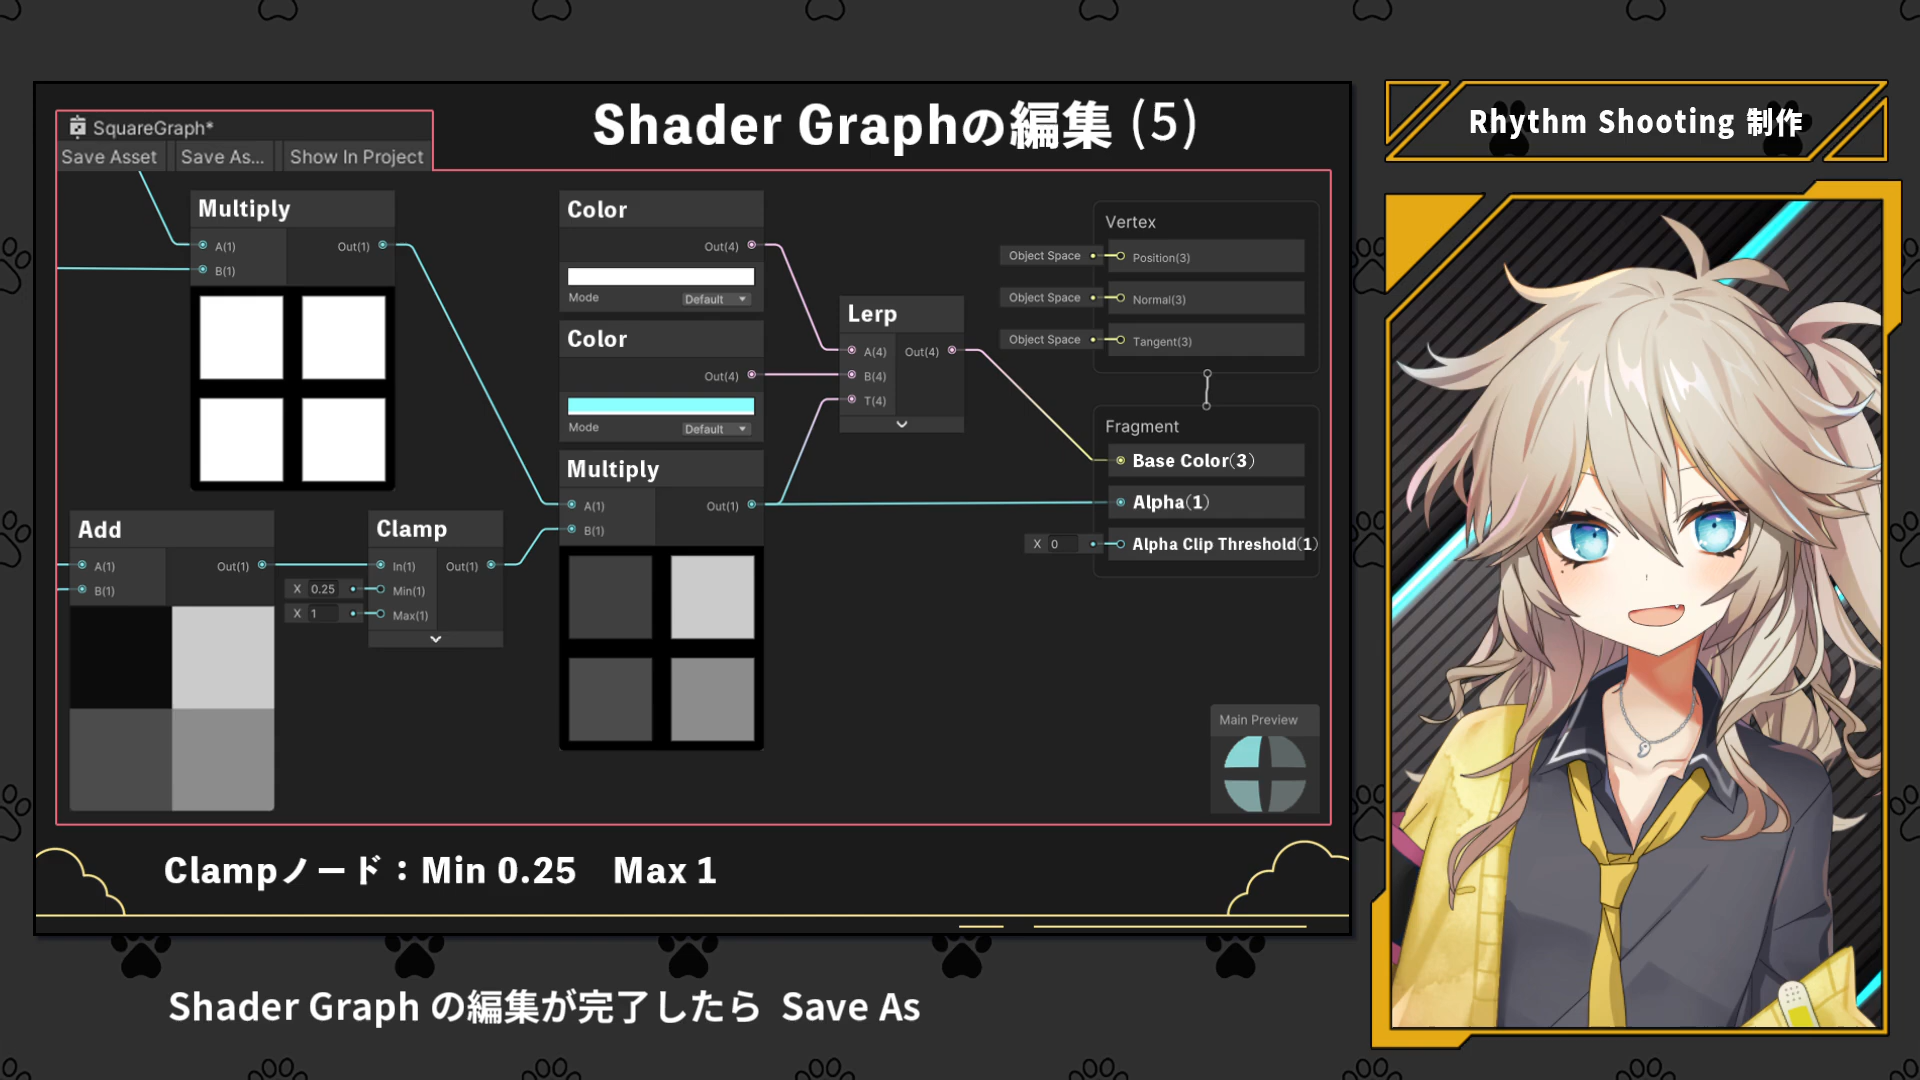 Shader Graphの編集 (5)
Rhythm Shooting 制作
SquareGraph*
Save Asset
Save As...
Show In Project
Multiply
A(1)
Out(1)
B(1)
Color
Out(4)
Mode
Default
Color
Out(4)
Mode
Default
Lerp
A(4)
Out(4)
B(4)
T(4)
Vertex
Object Space
Position(3)
Object Space
Normal(3)
Object Space
Tangent(3)
Fragment
Base Color(3)
Alpha(1)
X 0
Alpha Clip Threshold(1)
Multiply
A(1)
Out(1)
B(1)
Add
A(1)
Out(1)
B(1)
Clamp
In(1)
Out(1)
X 0.25
Min(1)
X 1
Max(1)
Main Preview
Clampノード：Min 0.25 Max 1
Shader Graph の編集が完了したら Save As